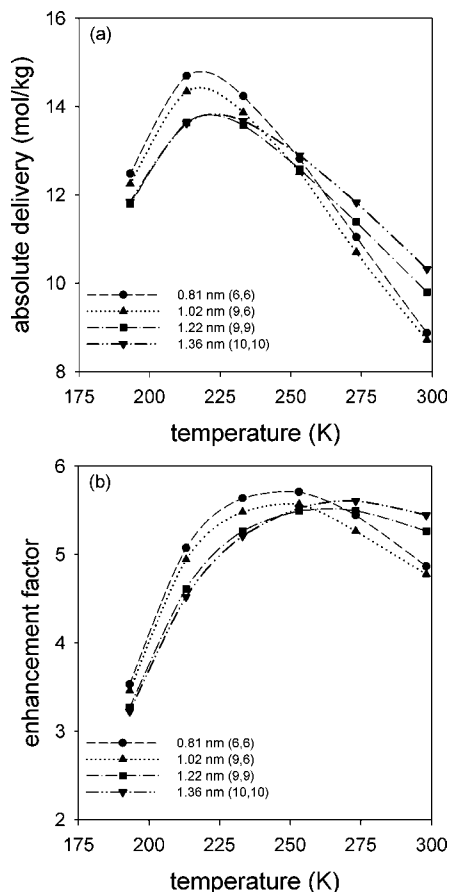 (a)
absolute delivery (mol/kg)
16
14
12
10
8
0.81 nm (6,6)
1.02 nm (9,6)
1.22 nm (9,9)
1.36 nm (10,10)
175 200 225 250 275 300
temperature (K)
(b)
enhancement factor
6
5
4
3
2
0.81 nm (6,6)
1.02 nm (9,6)
1.22 nm (9,9)
1.36 nm (10,10)
175 200 225 250 275 300
temperature (K)